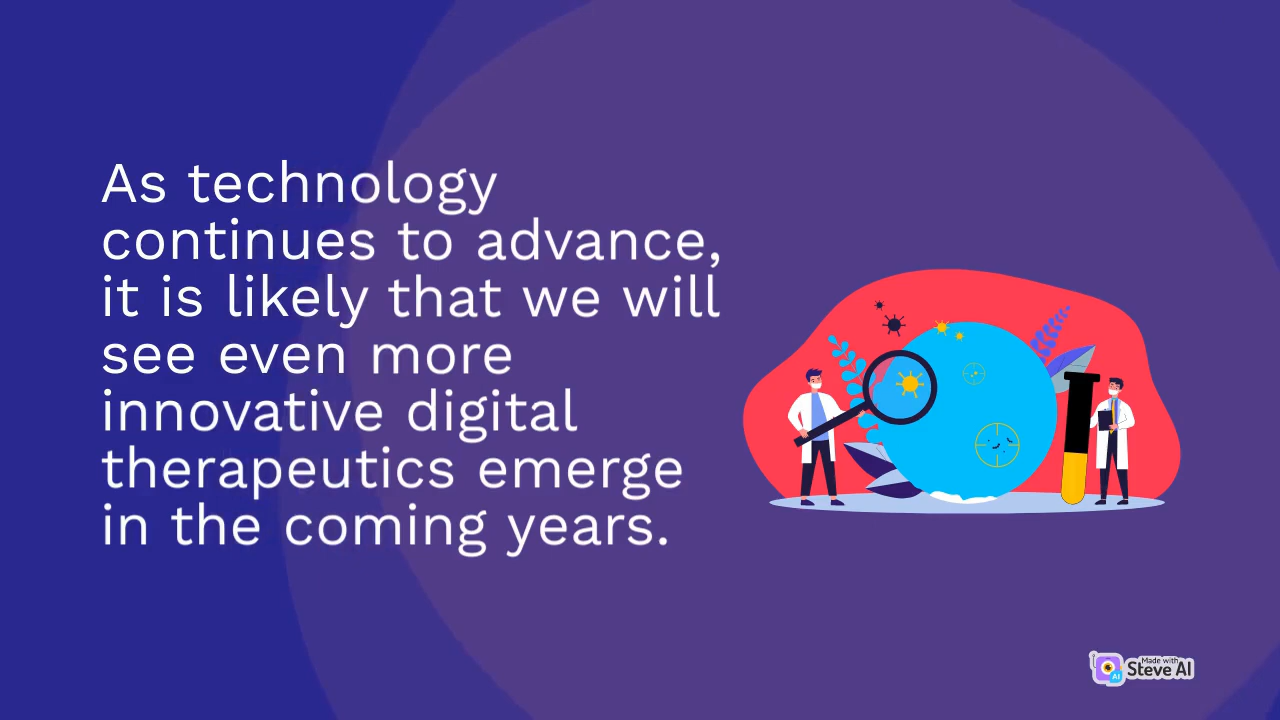 As technology
continues to advance,
it is likely that we will
see even more
innovative digital
therapeutics emerge
in the coming years.
Made with
Steve AI
AI